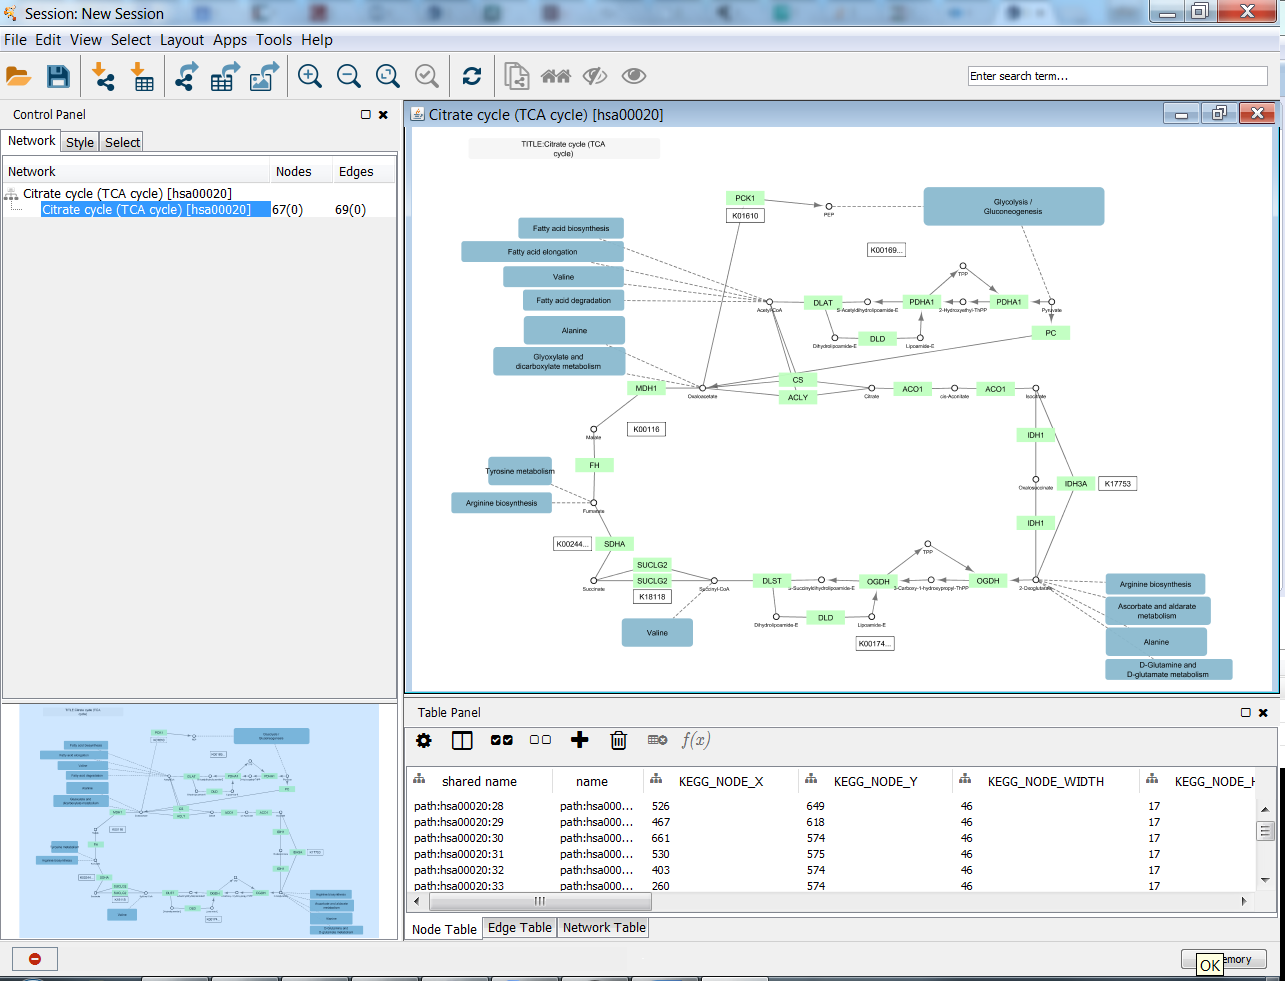 Session: New Session
File Edit View Select Layout Apps Tools Help
Enter search term...
Control Panel
Network Style Select
Network Nodes Edges
Citrate cycle (TCA cycle) [hsa00020]
Citrate cycle (TCA cycle) [hsa00020] 67(0) 69(0)
Citrate cycle (TCA cycle) [hsa00020]
TITLE:Citrate cycle (TCA
cycle)
PCK1
K01610
PEP
Glycolysis /
Gluconeogenesis
Fatty acid biosynthesis
Fatty acid elongation
Valine
Fatty acid degradation
Alanine
Glyoxylate and
dicarboxylate metabolism
K00169...
TPP
Acetyl-CoA
DLAT
S-Acetyldihydrolipoamide-E
PDHA1
2-Hydroxyethyl-ThPP
PDHA1
Pyruvate
PC
Dihydrolipoamide-E
DLD
Lipoamide-E
MDH1
Oxaloacetate
CS
ACLY
Citrate
ACO1
cis-Aconitate
ACO1
Isocitrate
Malate
K00116
IDH1
FH
Tyrosine metabolism
Arginine biosynthesis
Fumarate
Oxalosuccinate
IDH3A
K17753
IDH1
K00244...
SDHA
SUCLG2
SUCLG2
K18118
Succinate
Succinyl-CoA
Valine
DLST
S-Succinyldihydrolipoamide-E
OGDH
TPP
3-Carboxy-1-hydroxypropyl-ThPP
OGDH
2-Oxoglutarate
Dihydrolipoamide-E
DLD
Lipoamide-E
K00174...
Arginine biosynthesis
Ascorbate and aldarate
metabolism
Alanine
D-Glutamine and
D-glutamate metabolism
Table Panel
f(x)
shared name name KEGG_NODE_X KEGG_NODE_Y KEGG_NODE_WIDTH KEGG_NODE_H
path:hsa00020:28 path:hsa000... 526 649 46 17
path:hsa00020:29 path:hsa000... 467 618 46 17
path:hsa00020:30 path:hsa000... 661 574 46 17
path:hsa00020:31 path:hsa000... 530 575 46 17
path:hsa00020:32 path:hsa000... 403 574 46 17
path:hsa00020:33 path:hsa000... 260 574 46 17
Node Table Edge Table Network Table
OK emory